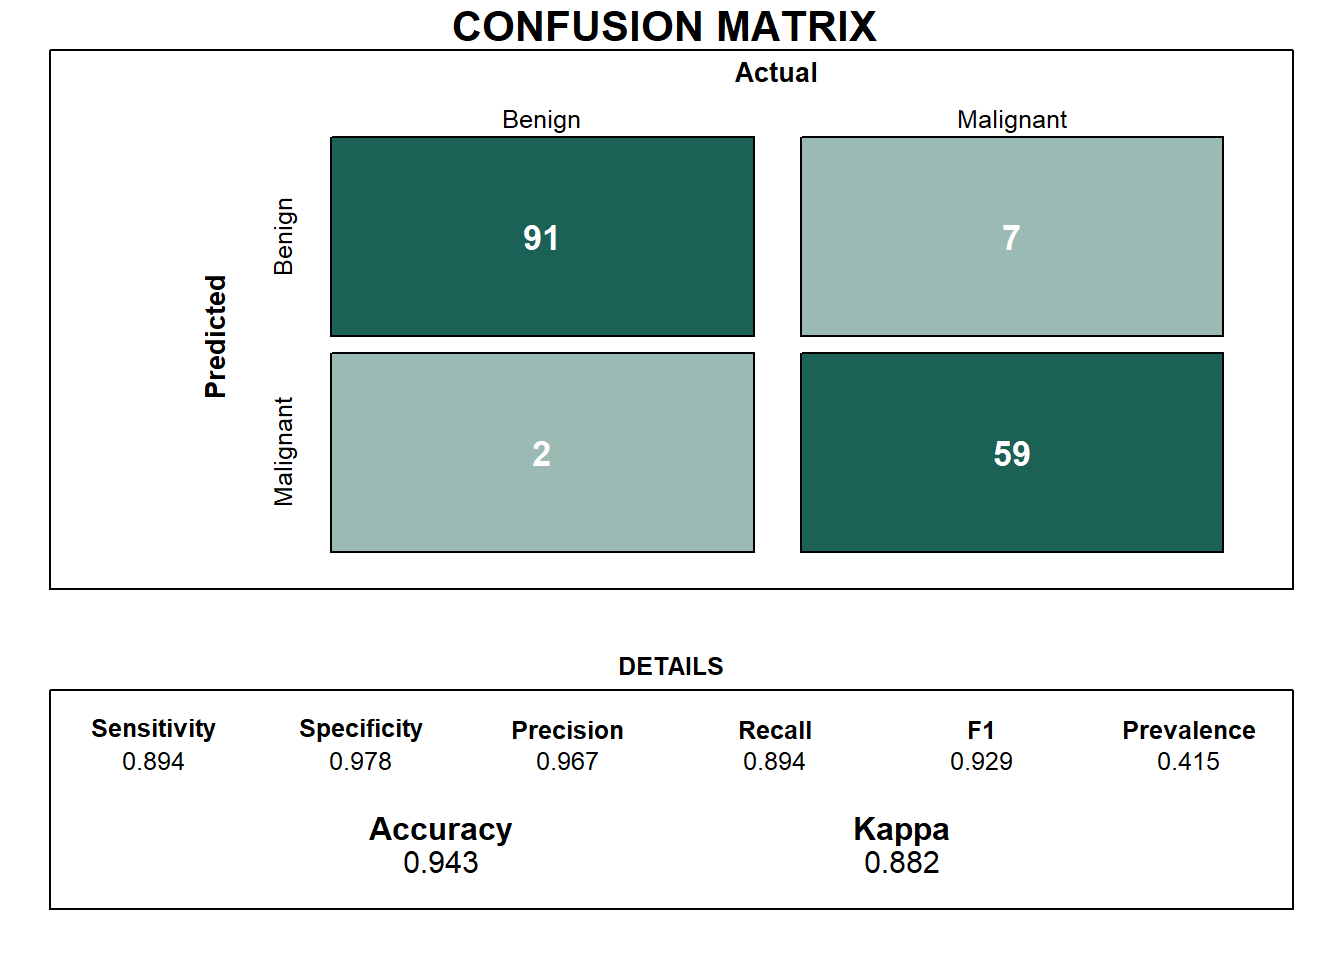 CONFUSION MATRIX
Actual
Benign Malignant
Predicted
Benign
91 7
Malignant
2 59
DETAILS
Sensitivity Specificity Precision Recall F1 Prevalence
0.894 0.978 0.967 0.894 0.929 0.415
Accuracy Kappa
0.943 0.882